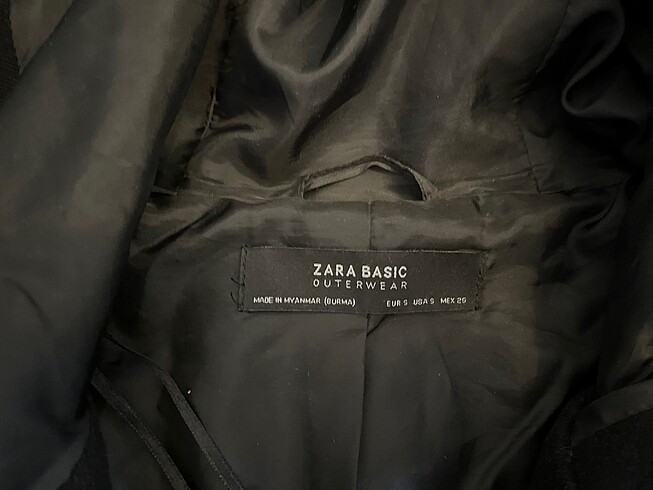 ZARA BASIC
OUTERWEAR
MADE IN MYANMAR (BURMA) EUR S USA S MEX 26